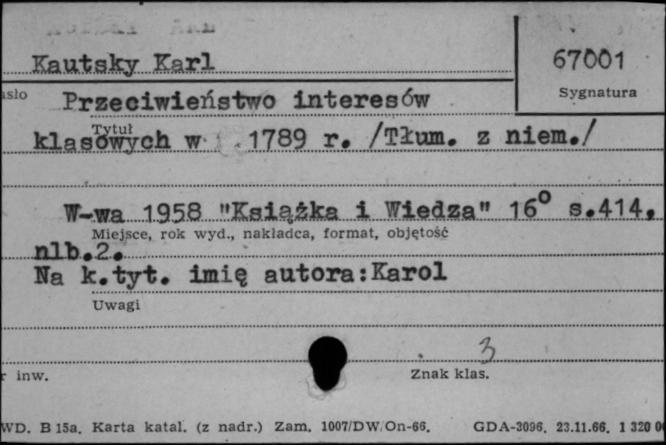 Kautsky Karl
67001
Sygnatura
asło Przeciwieństwo interesów
Tytuł
klasowych w 1789 r. /Tłum. z niem./
W-wa 1958 "Książka i Wiedza" 16° s.414,
Miejsce, rok wyd., nakładca, format, objętość
nlb.2.
Na k.tyt. imię autora:Karol
Uwagi
3
r inw.
Znak klas.
WD. B 15a. Karta katal. (z nadr.) Zam. 1007/DW/On-66. GDA-3096. 23.11.66. 1 320 00